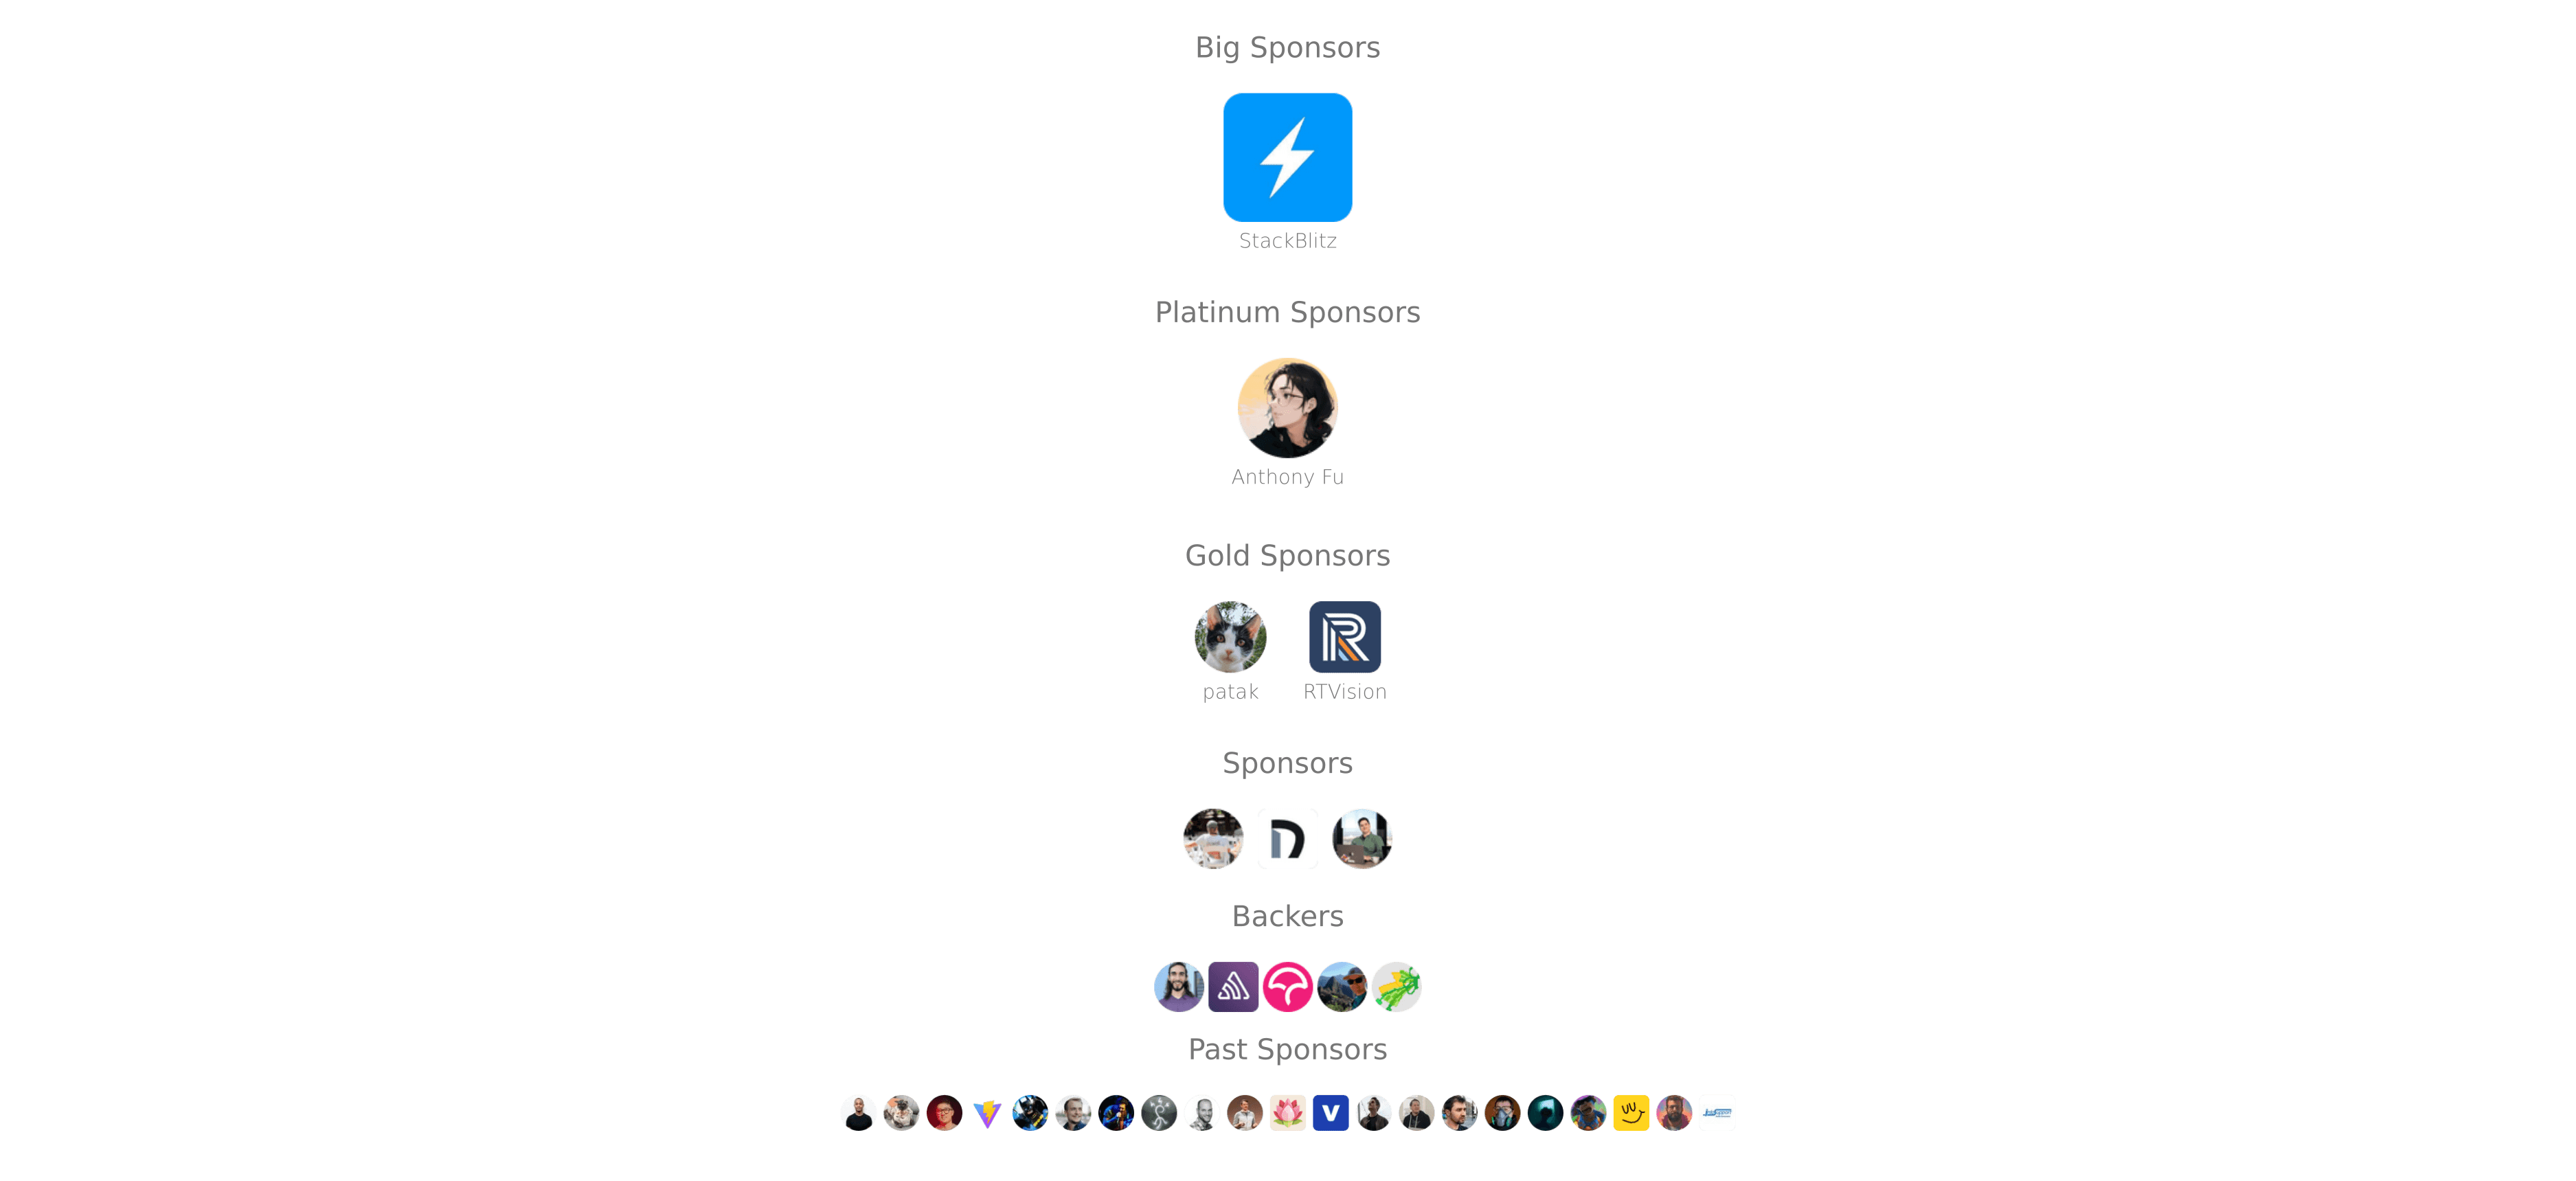 Big Sponsors
StackBlitz
Platinum Sponsors
Anthony Fu
Gold Sponsors
patak RTVision
Sponsors
Backers
Past Sponsors
V